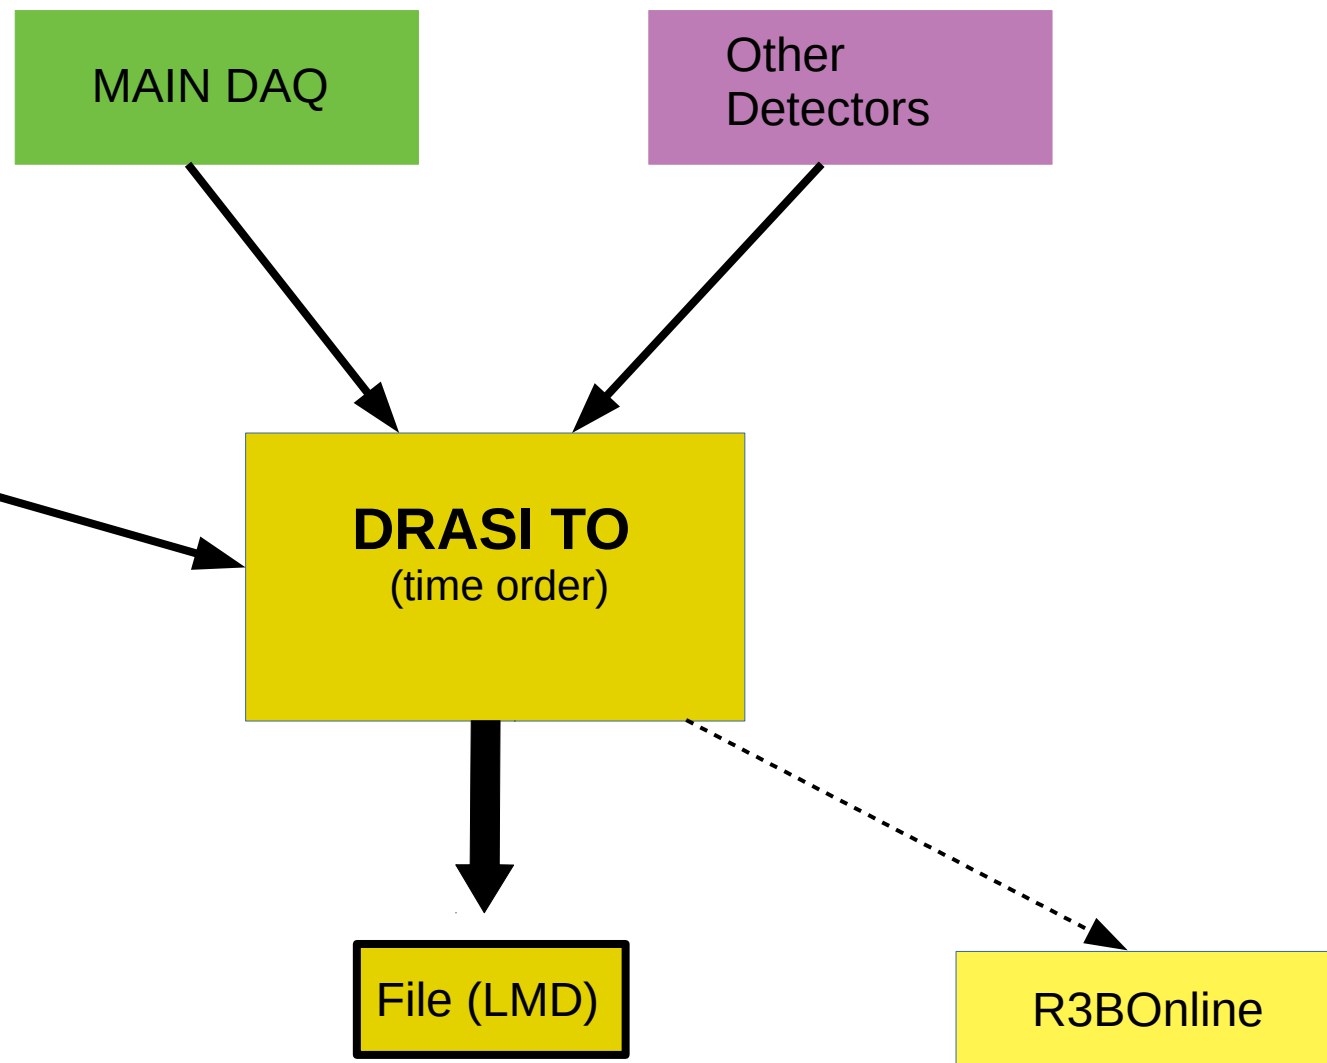 MAIN DAQ
Other
Detectors
DRASI TO
(time order)
File (LMD)
R3BOnline